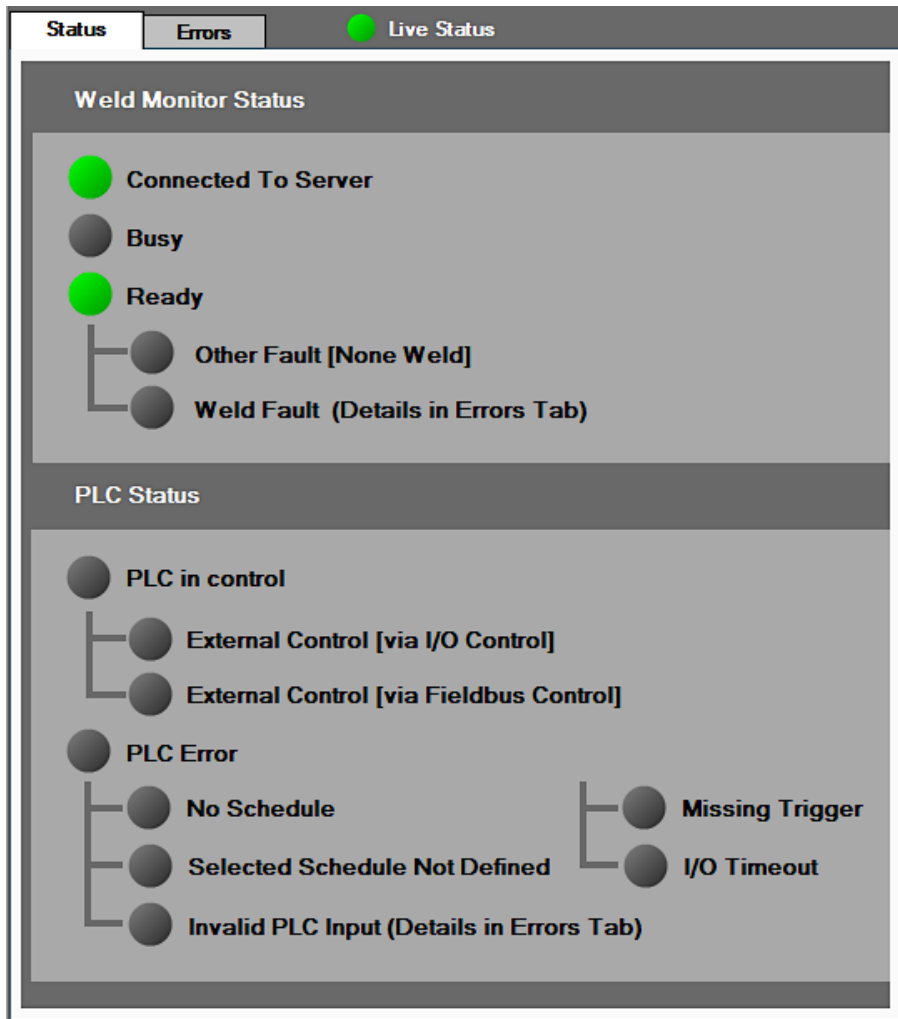 Status
Errors
Live Status
Weld Monitor Status
Connected To Server
Busy
Ready
Other Fault [None Weld]
Weld Fault (Details in Errors Tab)
PLC Status
PLC in control
External Control [via I/O Control]
External Control [via Fieldbus Control]
PLC Error
No Schedule
Missing Trigger
Selected Schedule Not Defined
I/O Timeout
Invalid PLC Input (Details in Errors Tab)